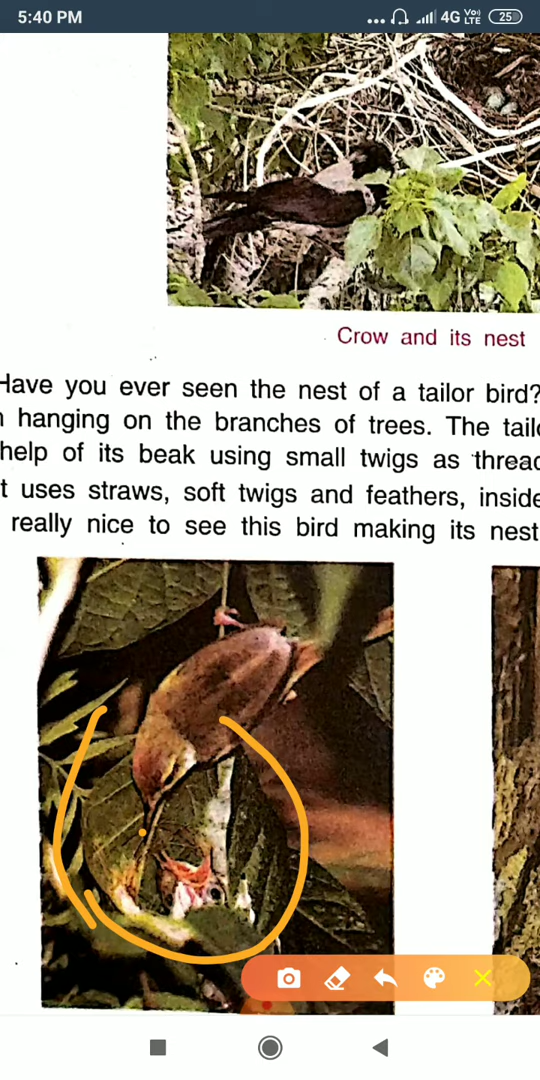 5:40 PM
4G Vo) LTE 25
Crow and its nest
Have you ever seen the nest of a tailor bird?
hanging on the branches of trees. The
help of its beak using small twigs as
uses straws, soft twigs and feathers, inside
really nice to see this bird making its nest